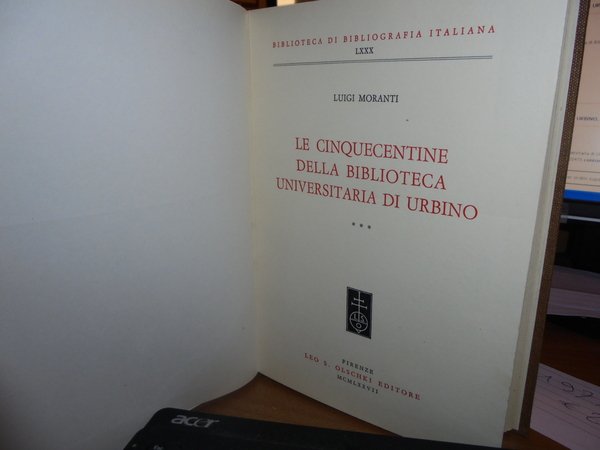 BIBLIOTECA DI BIBLIOGRAFIA ITALIANA
LXXX
LUIGI MORANTI
LE CINQUECENTINE
DELLA BIBLIOTECA
UNIVERSITARIA DI URBINO
***
FIRENZE
LEO S. OLSCHKI EDITORE
MCMLXXVII
acer